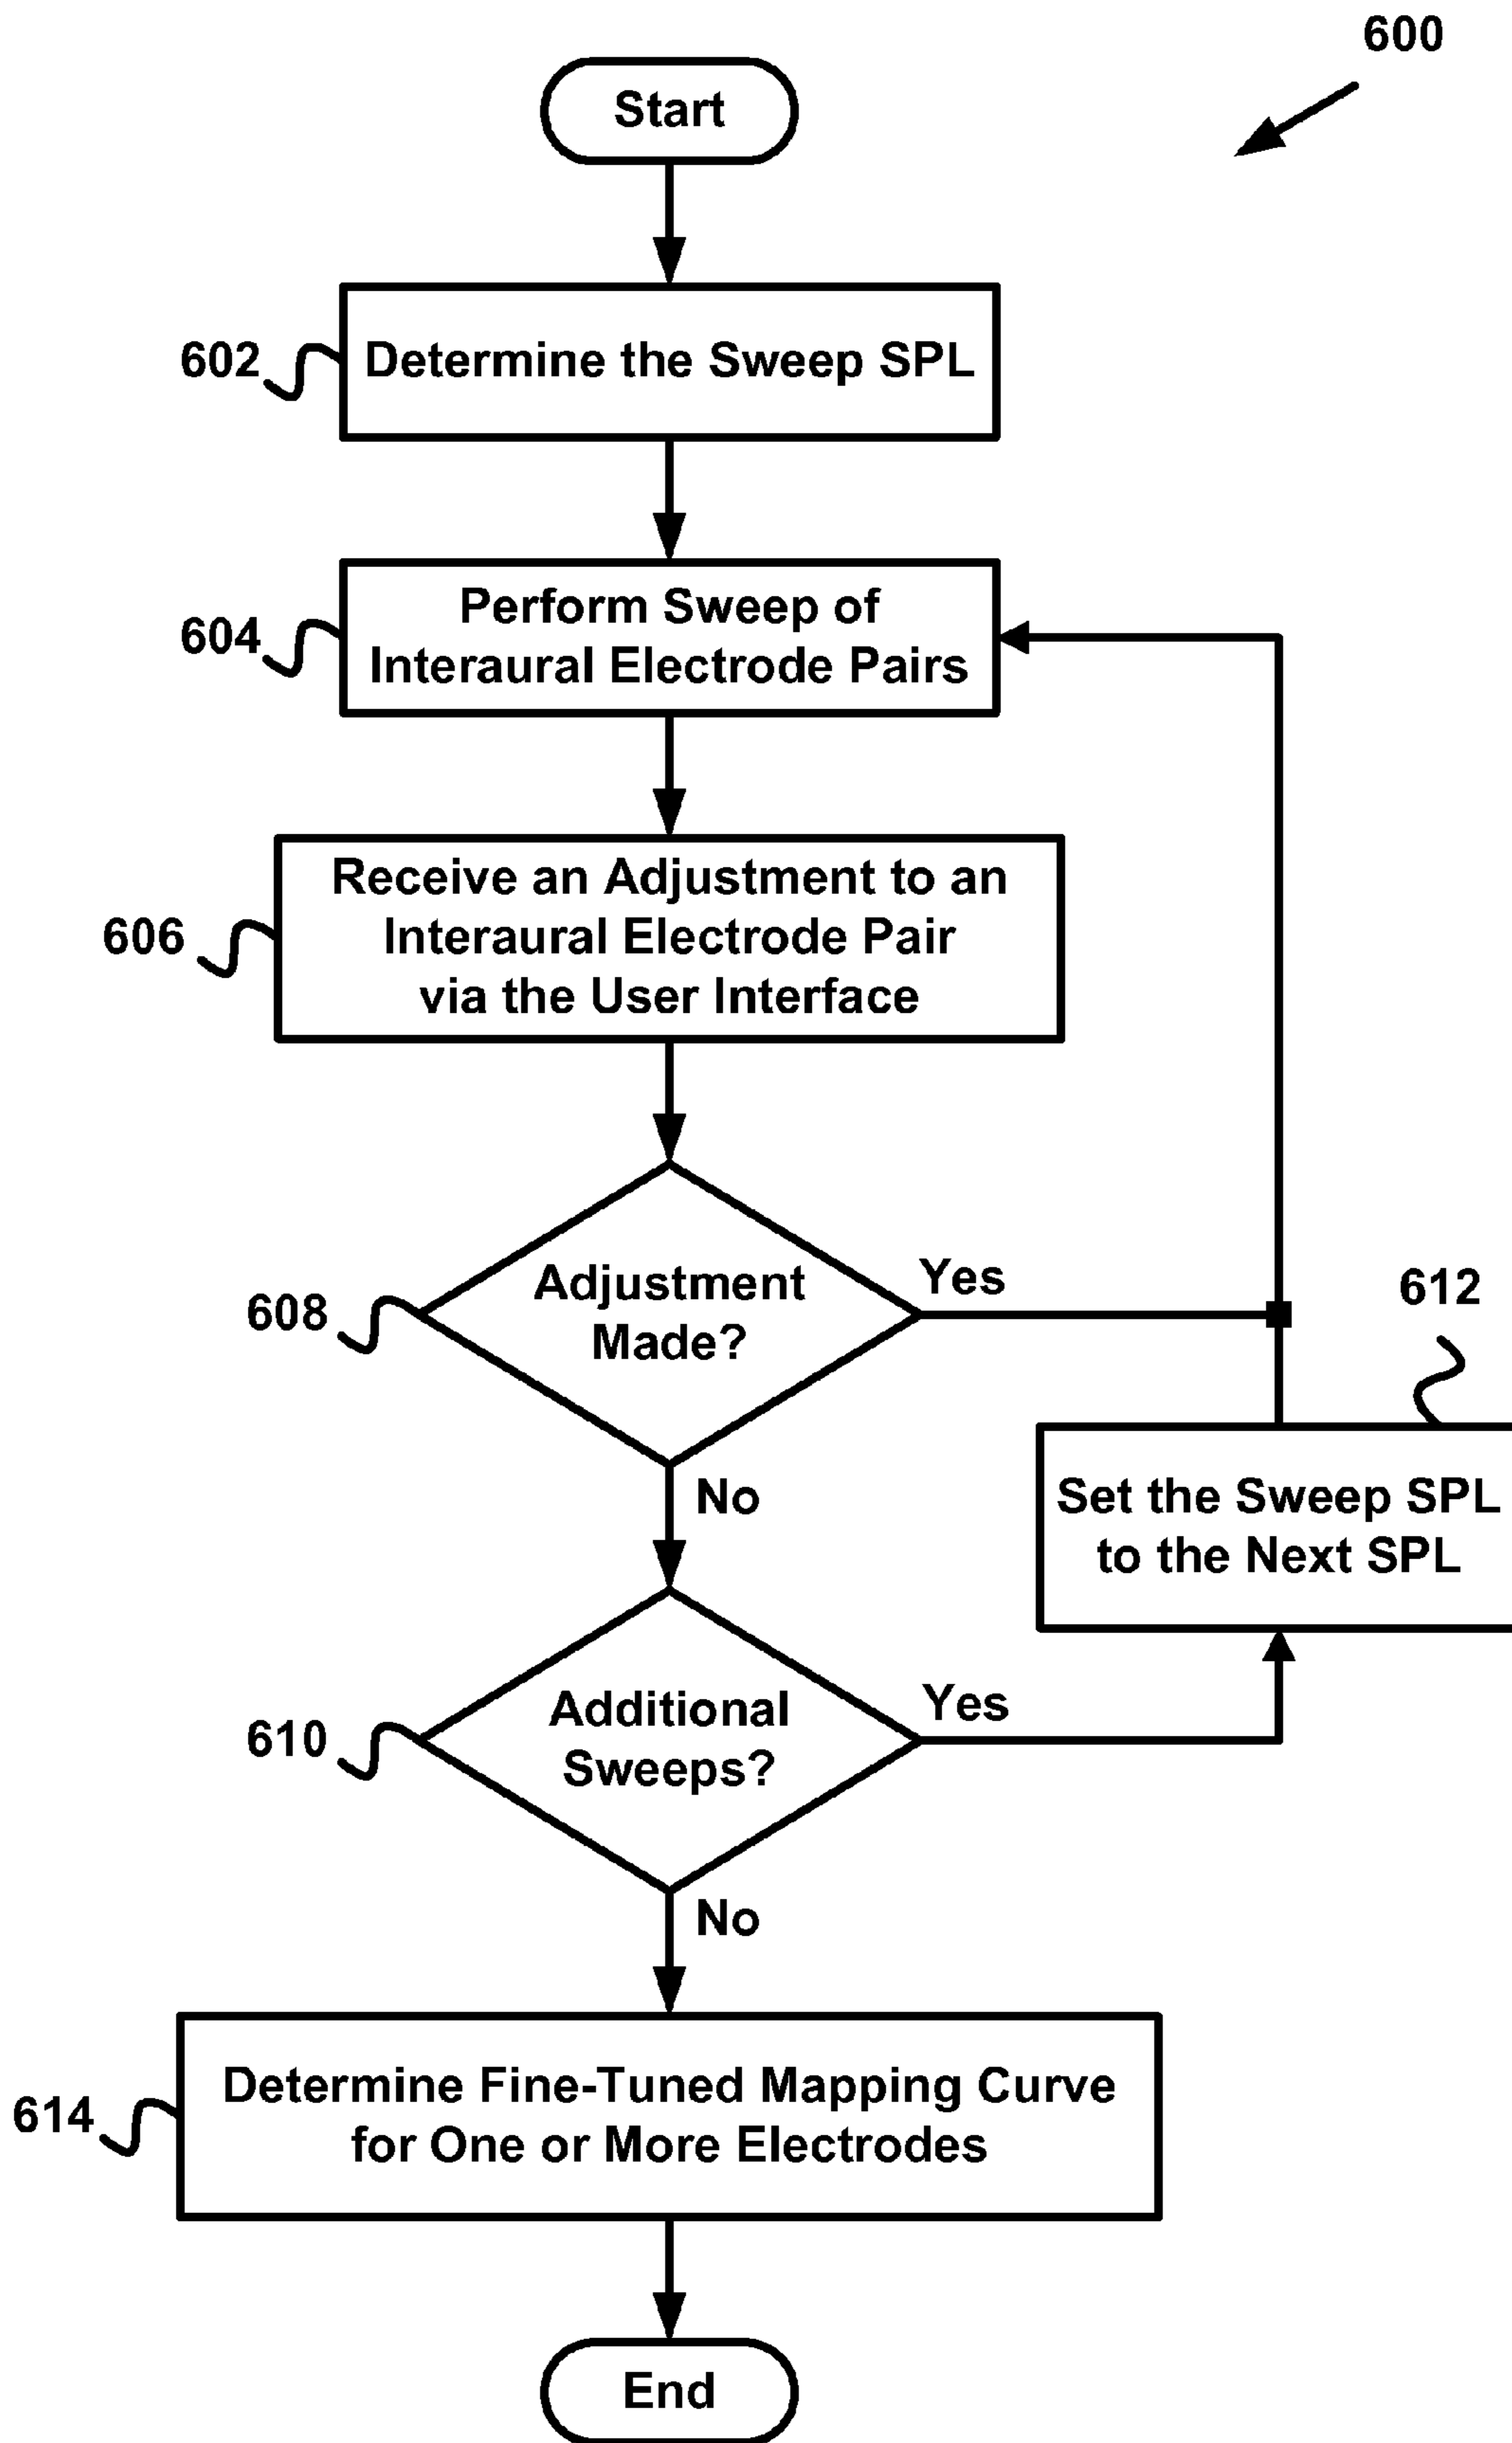 600
Start
602
Determine the Sweep SPL
604
Perform Sweep of
Interaural Electrode Pairs
606
Receive an Adjustment to an
Interaural Electrode Pair
via the User Interface
608
Adjustment
Made?
Yes
612
No
Set the Sweep SPL
to the Next SPL
610
Additional
Sweeps?
Yes
No
614
Determine Fine-Tuned Mapping Curve
for One or More Electrodes
End